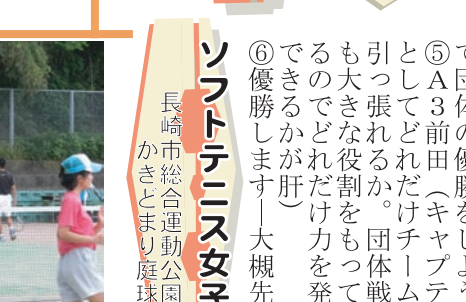 で団体の優勝をしよう
⑤A3前田（キャプテ
としてどれだけチーム
引っ張れるか。団体戦
も大きな役割をもって
るのでどれだけ力を発
できるかが肝）
⑥優勝します―大槻先
ソフトテニス女子
長崎市総合運動公園
かきどまり庭球